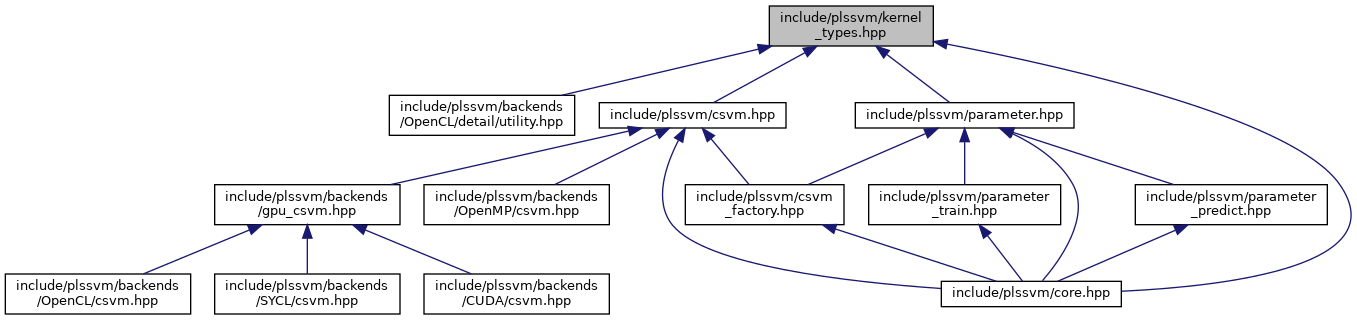 include/plssvm/kernel
_types.hpp
include/plssvm/backends
/OpenCL/detail/utility.hpp
include/plssvm/csvm.hpp
include/plssvm/parameter.hpp
include/plssvm/backends
/gpu_csvm.hpp
include/plssvm/backends
/OpenMP/csvm.hpp
include/plssvm/csvm
_factory.hpp
include/plssvm/parameter
_train.hpp
include/plssvm/parameter
_predict.hpp
include/plssvm/backends
/OpenCL/csvm.hpp
include/plssvm/backends
/SYCL/csvm.hpp
include/plssvm/backends
/CUDA/csvm.hpp
include/plssvm/core.hpp